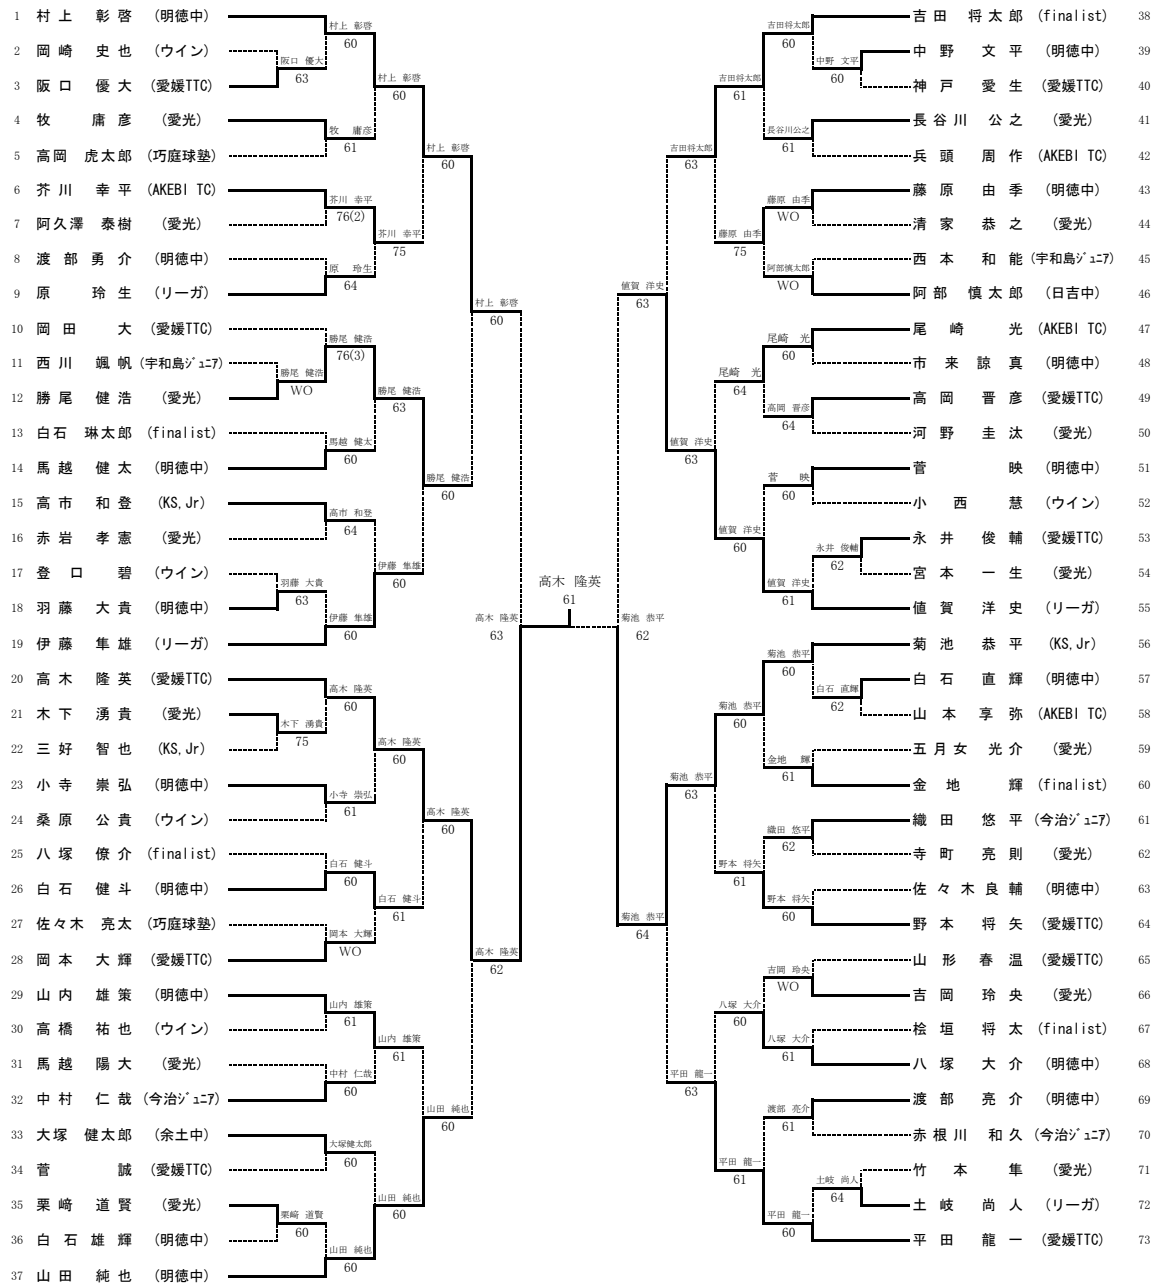 1 村上 彰啓 (明徳中)
2 岡崎 史也 (ウイン)
3 阪口 優大 (愛媛TTC)
4 牧 庸彦 (愛光)
5 高岡 虎太郎 (巧庭球塾)
6 芥川 幸平 (AKEBI TC)
7 阿久澤 泰樹 (愛光)
8 渡部勇介 (明徳中)
9 原 玲生 (リーガ)
10 岡田 大 (愛媛TTC)
11 西川 颯帆 (宇和島ジュニア)
12 勝尾 健浩 (愛光)
13 白石 琳太郎 (finalist)
14 馬越 健太 (明徳中)
15 高市 和登 (KS,Jr)
16 赤岩 孝憲 (愛光)
17 登口 碧 (ウイン)
18 羽藤 大貴 (明徳中)
19 伊藤 隼雄 (リーガ)
20 高木 隆英 (愛媛TTC)
21 木下 湧貴 (愛光)
22 三好 智也 (KS,Jr)
23 小寺 崇弘 (明徳中)
24 桑原 公貴 (ウイン)
25 八塚 僚介 (finalist)
26 白石 健斗 (明徳中)
27 佐々木 亮太 (巧庭球塾)
28 岡本 大輝 (愛媛TTC)
29 山内 雄策 (明徳中)
30 高橋 祐也 (ウイン)
31 馬越 陽大 (愛光)
32 中村 仁哉 (今治ジュニア)
33 大塚 健太郎 (余土中)
34 菅 誠 (愛媛TTC)
35 栗﨑 道賢 (愛光)
36 白石雄輝 (明徳中)
37 山田 純也 (明徳中)
阪口 優大
63
勝尾 健浩
WO
羽藤 大貴
63
木下 湧貴
75
栗﨑 道賢
60
村上 彰啓
60
牧 庸彦
61
芥川 幸平
76(2)
原 玲生
64
勝尾 健浩
76(3)
馬越 健太
60
高市 和登
64
伊藤 隼雄
60
高木 隆英
60
小寺 崇弘
61
白石 健斗
60
岡本 大輝
WO
山内 雄策
61
中村 仁哉
60
大塚健太郎
60
山田 純也
60
村上 彰啓
60
芥川 幸平
75
勝尾 健浩
63
伊藤 隼雄
60
高木 隆英
60
白石 健斗
61
山内 雄策
61
山田 純也
60
村上 彰啓
60
勝尾 健浩
60
高木 隆英
60
山田 純也
60
村上 彰啓
60
高木 隆英
62
高木 隆英
63
高木 隆英
61
菊池 恭平
62
値賀 洋史
63
菊池 恭平
64
吉田将太郎
63
値賀 洋史
63
菊池 恭平
63
平田 龍一
63
吉田将太郎
61
藤原 由季
75
尾崎 光
64
値賀 洋史
60
菊池 恭平
60
野本 将矢
61
八塚 大介
60
平田 龍一
61
吉田将太郎
60
長谷川公之
61
藤原 由季
WO
阿部慎太郎
WO
尾崎 光
60
高岡 晋彦
64
菅 映
60
値賀 洋史
61
菊池 恭平
60
金地 輝
61
織田 悠平
62
野本 将矢
60
吉岡 玲央
WO
八塚 大介
61
渡部 亮介
61
平田 龍一
60
中野 文平
60
永井 俊輔
62
白石 直輝
62
土岐 尚人
64
吉田 将太郎 (finalist) 38
中野 文平 (明徳中) 39
神戸 愛生 (愛媛TTC) 40
長谷川 公之 (愛光) 41
兵頭 周作 (AKEBI TC) 42
藤原 由季 (明徳中) 43
清家 恭之 (愛光) 44
西本 和能 (宇和島ジュニア) 45
阿部 慎太郎 (日吉中) 46
尾崎 光 (AKEBI TC) 47
市来 諒真 (明徳中) 48
高岡 晋彦 (愛媛TTC) 49
河野 圭汰 (愛光) 50
菅 映 (明徳中) 51
小西 慧 (ウイン) 52
永井 俊輔 (愛媛TTC) 53
宮本 一生 (愛光) 54
値賀 洋史 (リーガ) 55
菊池 恭平 (KS,Jr) 56
白石 直輝 (明徳中) 57
山本 享弥 (AKEBI TC) 58
五月女 光介 (愛光) 59
金地 輝 (finalist) 60
織田 悠平 (今治ジュニア) 61
寺町 亮則 (愛光) 62
佐々木良輔 (明徳中) 63
野本 将矢 (愛媛TTC) 64
山形 春温 (愛媛TTC) 65
吉岡 玲央 (愛光) 66
桧垣 将太 (finalist) 67
八塚 大介 (明徳中) 68
渡部 亮介 (明徳中) 69
赤根川 和久 (今治ジュニア) 70
竹本 隼 (愛光) 71
土岐 尚人 (リーガ) 72
平田 龍一 (愛媛TTC) 73